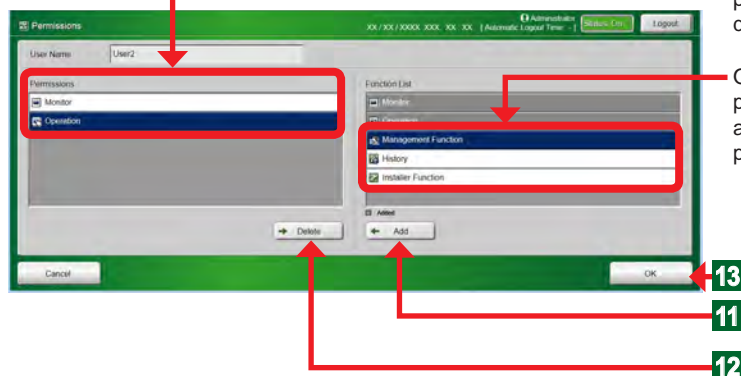 Permissions
XX/XX/XXXX XXX, XX XX [Automatic Logout Time: -]
Administrator
Status: On
Logout
User Name
User2
Permissions
Monitor
Operation
Function List
Monitor
Operation
Management Function
History
Installer Function
Added
Delete
Add
Cancel
OK
13
11
12